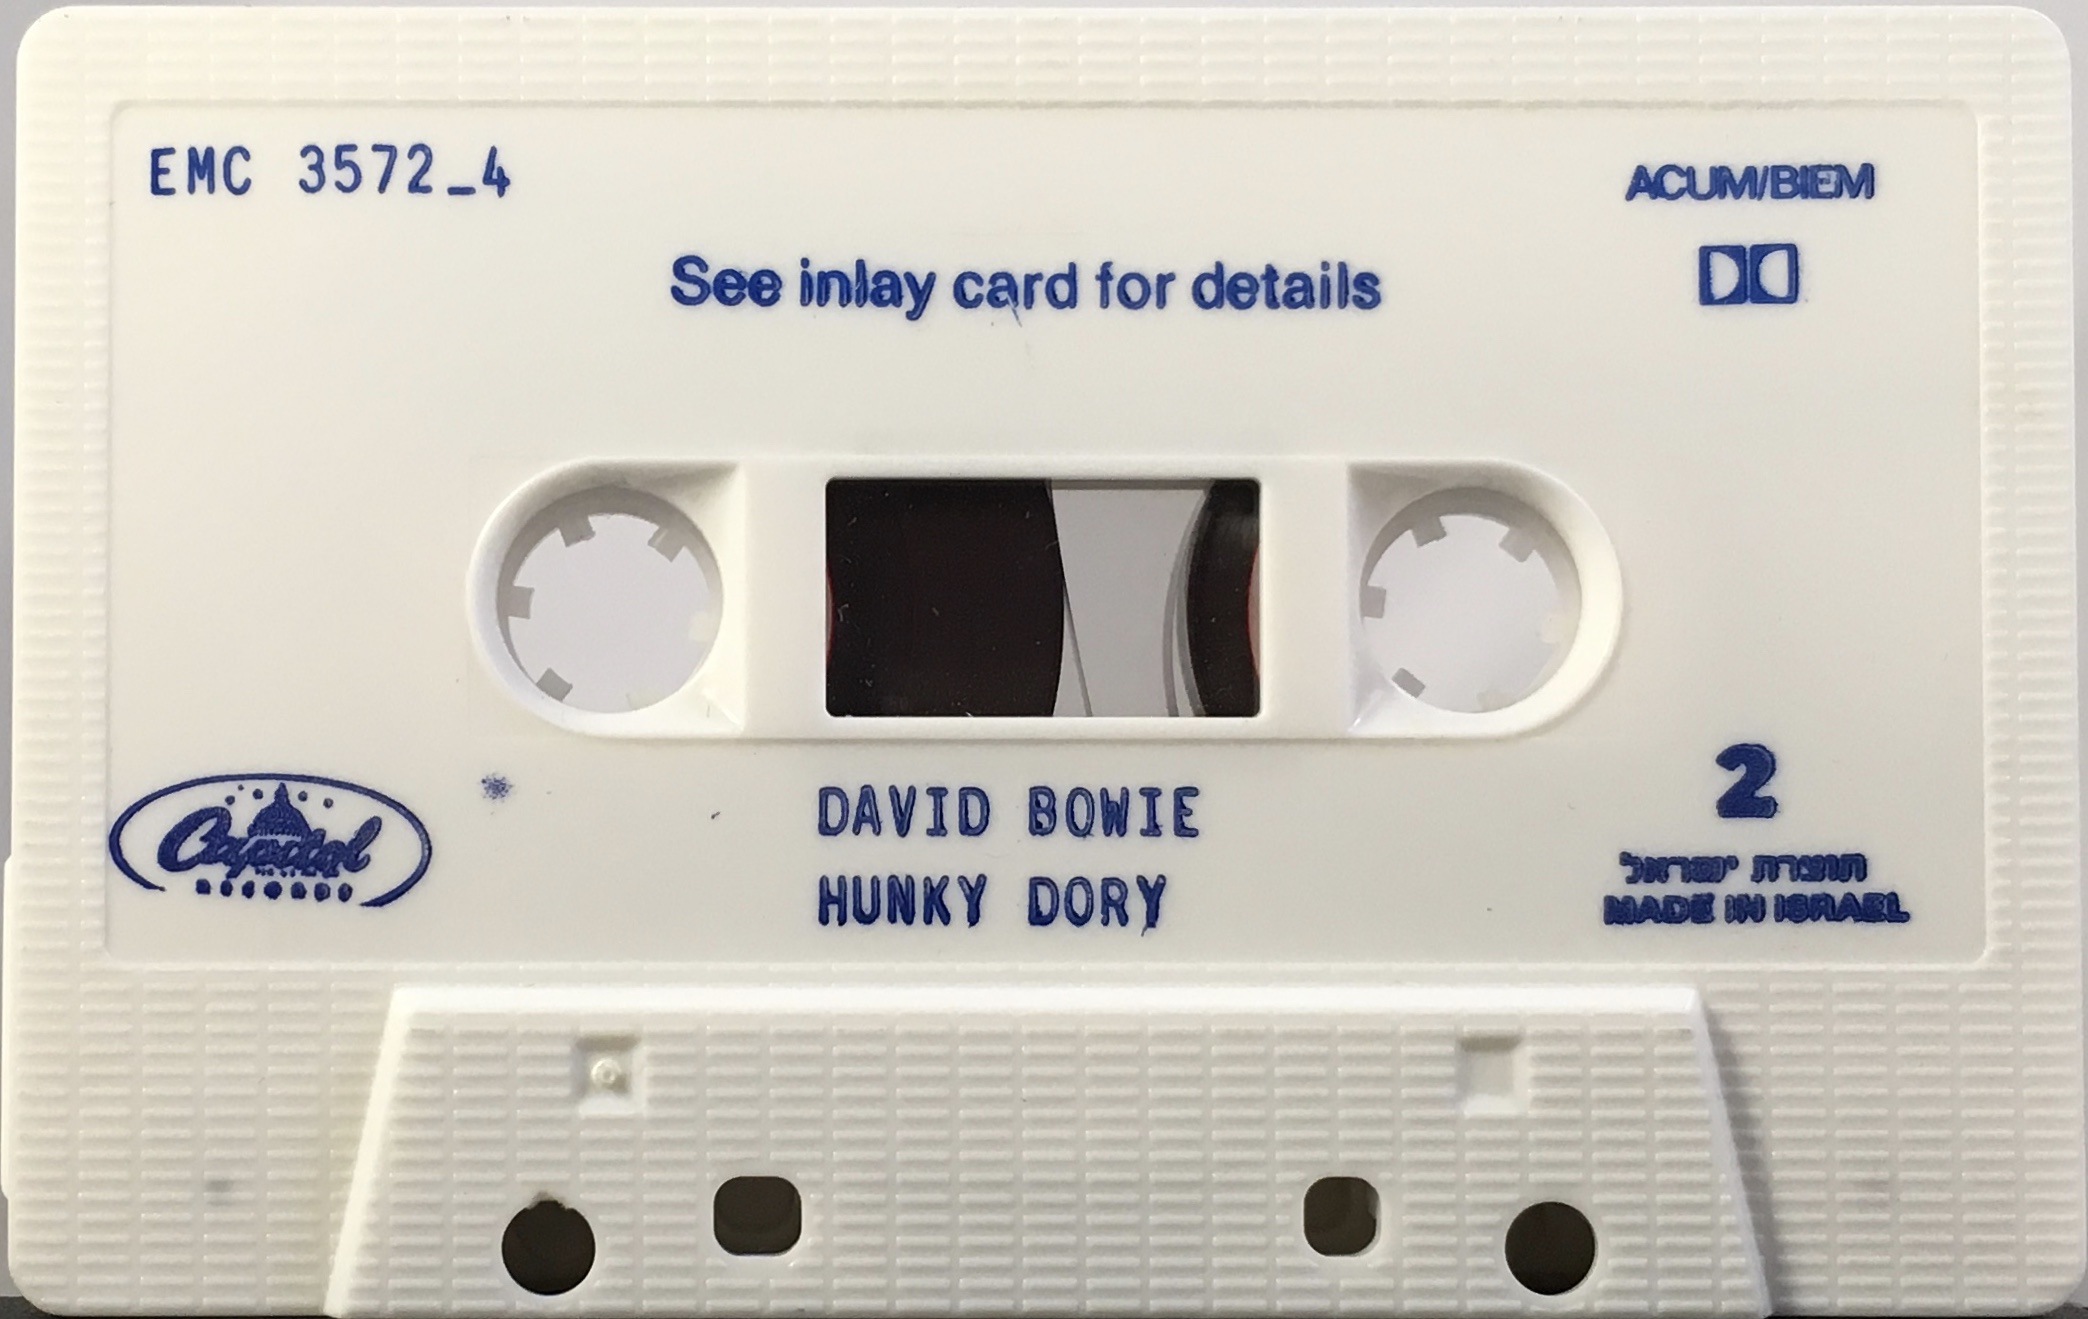 EMC 3572_4
ACUM/BIEM
See inlay card for details
Capitol
RECORDS
DAVID BOWIE
HUNKY DORY
2
תוצרת ישראל
MADE IN ISRAEL